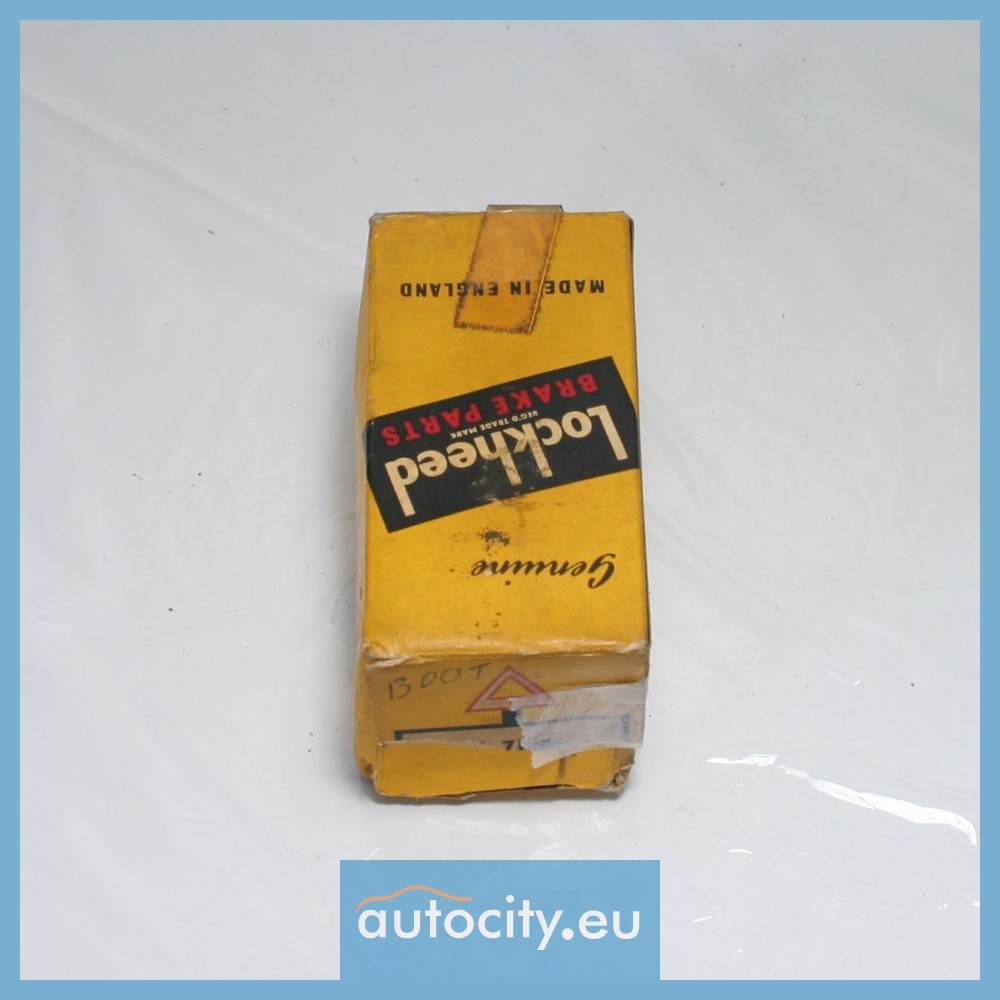 MADE IN ENGLAND
BRAKE PARTS
REG'D TRADE MARK
Lockheed
Genuine
BOOT
autocity.eu